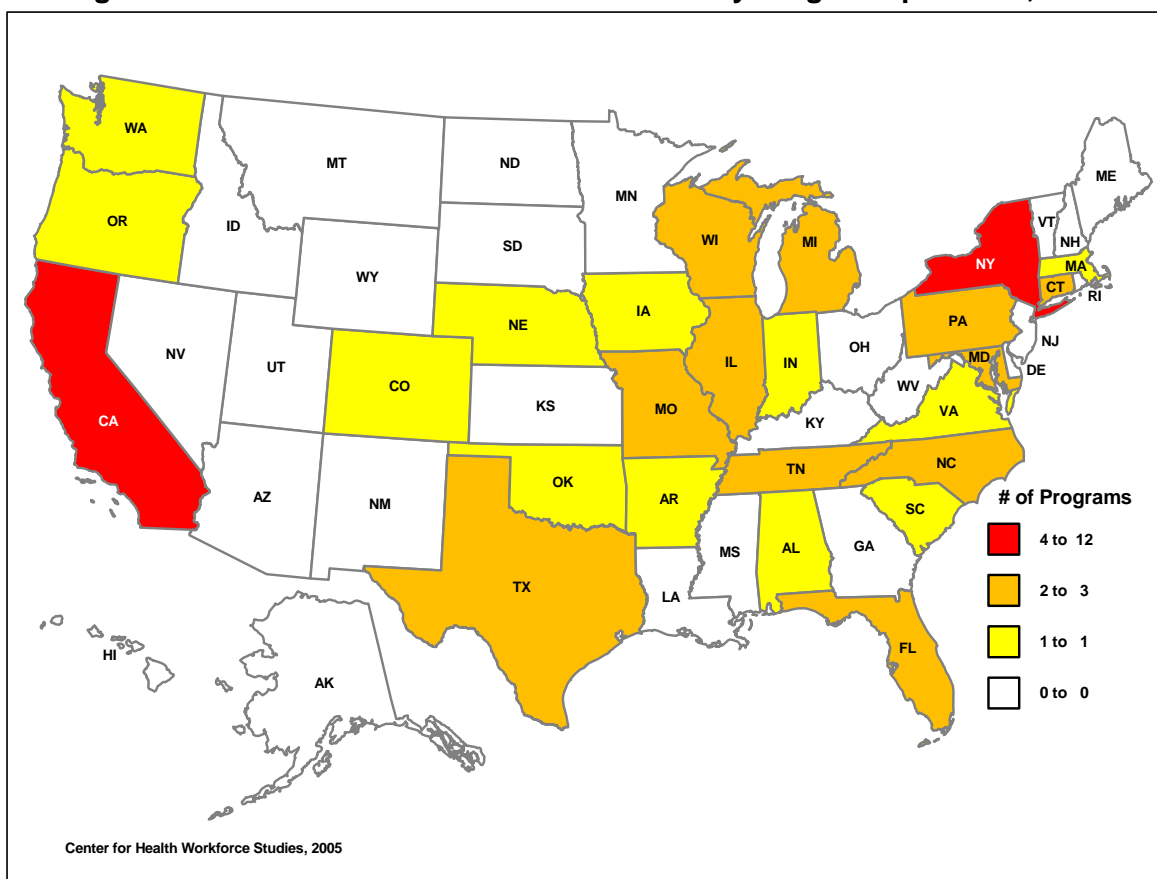 WA
MT
ND
MN
ME
OR
ID
SD
WI
MI
VT
NH
WY
NY
MA
CT
RI
NE
IA
PA
NV
UT
CO
IL
IN
OH
MD
NJ
DE
KS
MO
WV
VA
KY
CA
TN
NC
AZ
NM
OK
AR
SC
MS
AL
GA
TX
LA
FL
HI
AK
# of Programs
4 to 12
2 to 3
1 to 1
0 to 0
Center for Health Workforce Studies, 2005